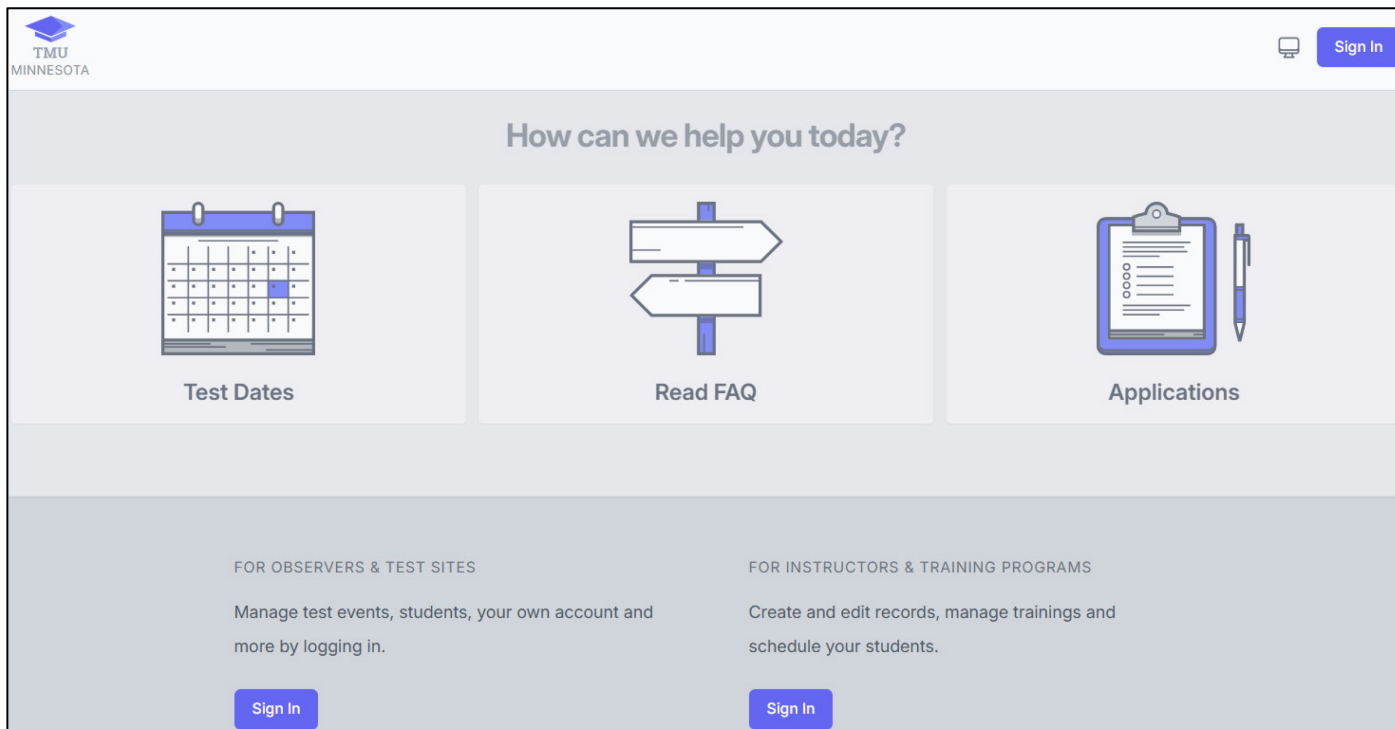 TMU
MINNESOTA
Sign In
How can we help you today?
Test Dates
Read FAQ
Applications
FOR OBSERVERS & TEST SITES
Manage test events, students, your own account and
more by logging in.
Sign In
FOR INSTRUCTORS & TRAINING PROGRAMS
Create and edit records, manage trainings and
schedule your students.
Sign In